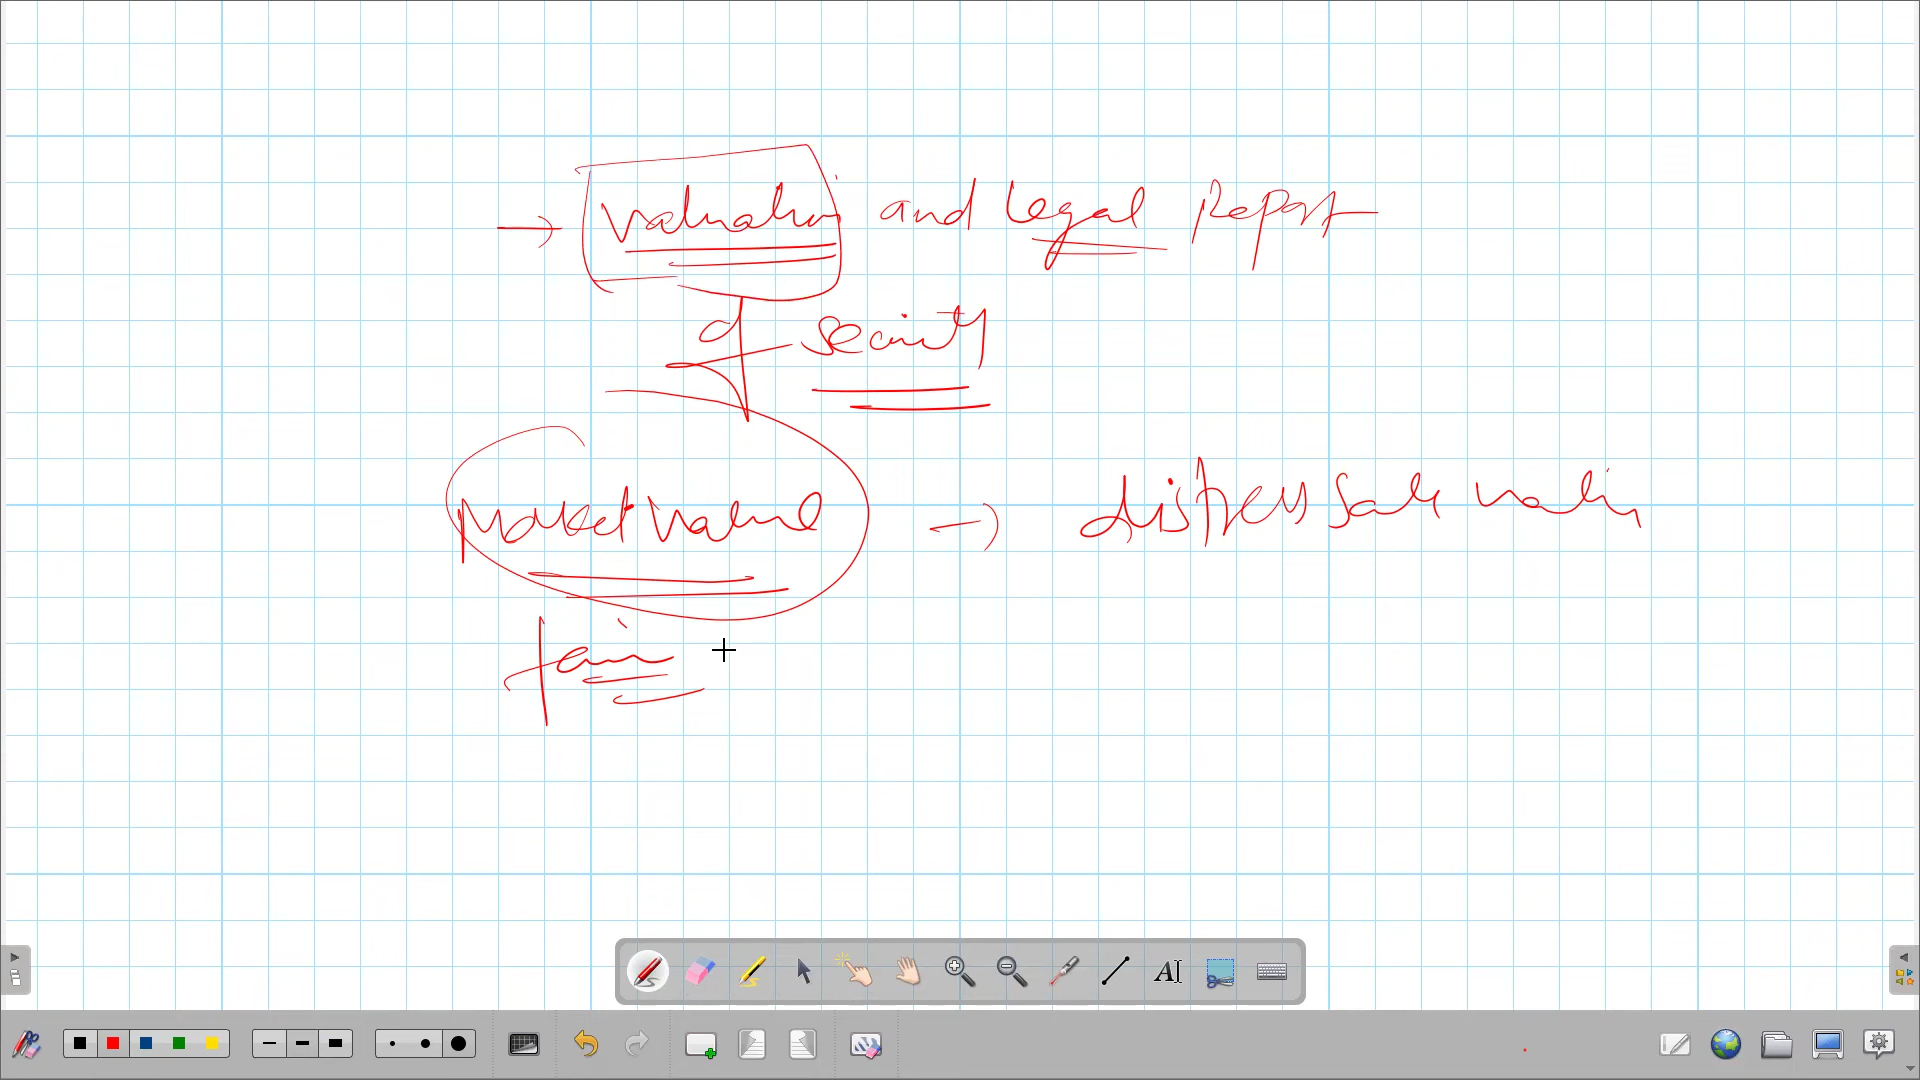 → Valuation and Legal Report
of Security
Market Value → distress Sale value
fair